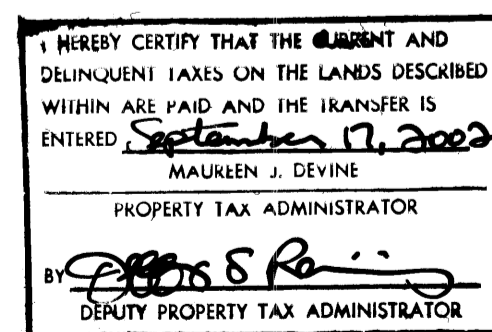 I HEREBY CERTIFY THAT THE CURRENT AND
DELINQUENT TAXES ON THE LANDS DESCRIBED
WITHIN ARE PAID AND THE TRANSFER IS
ENTERED September 17, 2002
MAUREEN J. DEVINE
PROPERTY TAX ADMINISTRATOR
BY
DEPUTY PROPERTY TAX ADMINISTRATOR